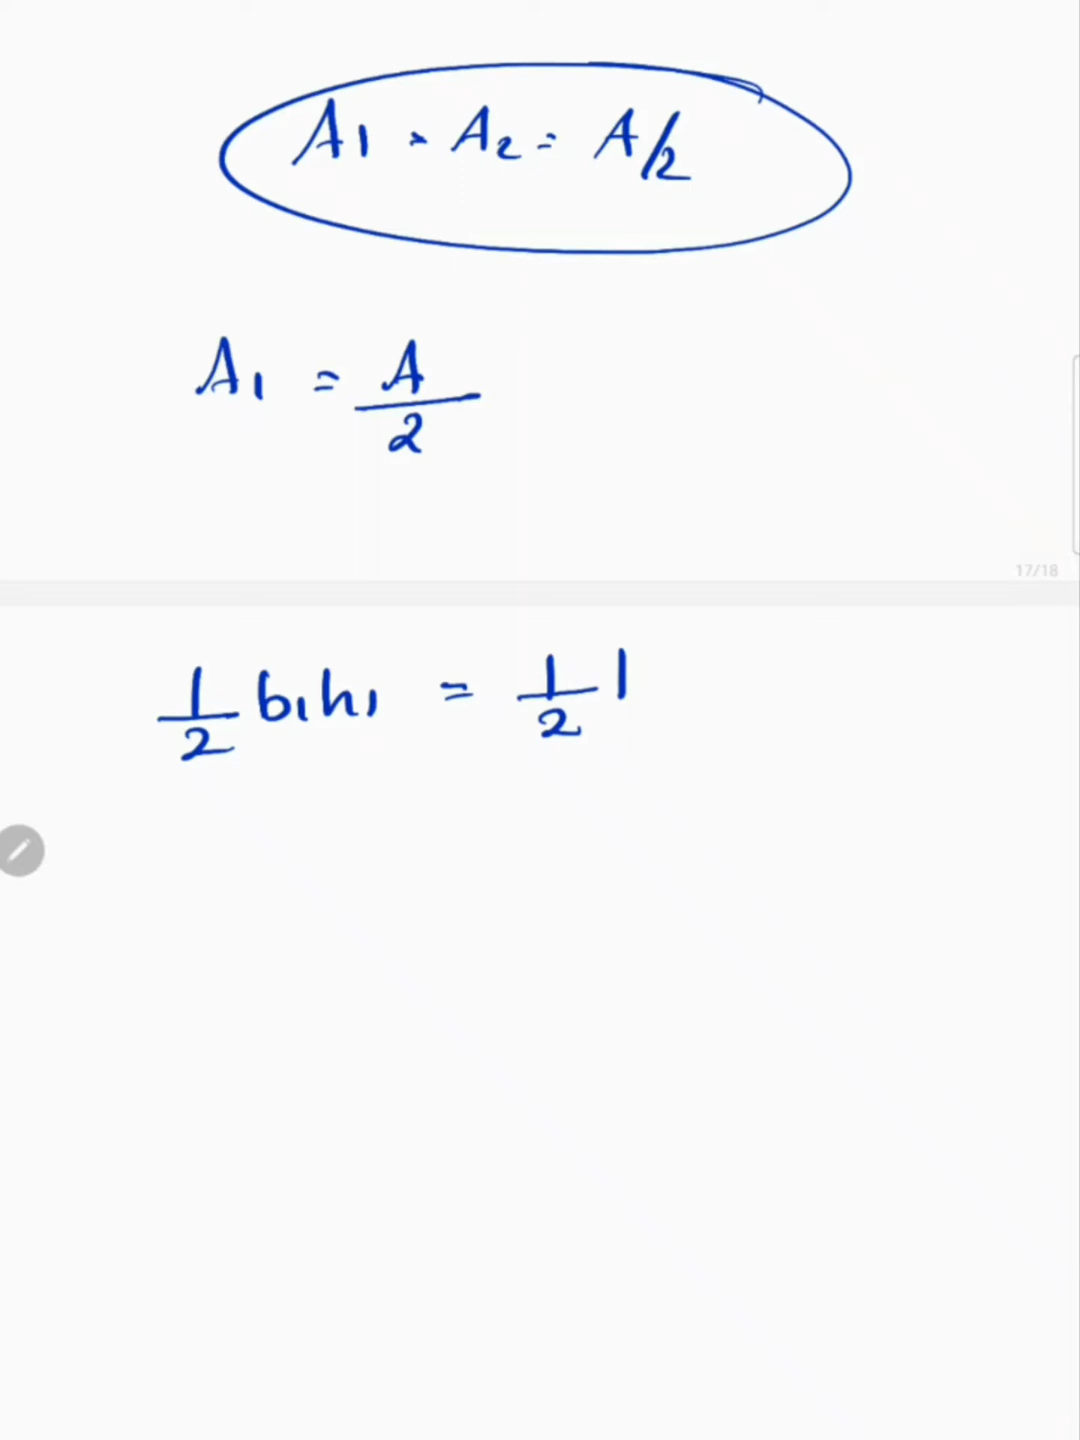 A1 = A2 = A/2
A1 = A/2
17/18
1/2 b1h1 = 1/2 1